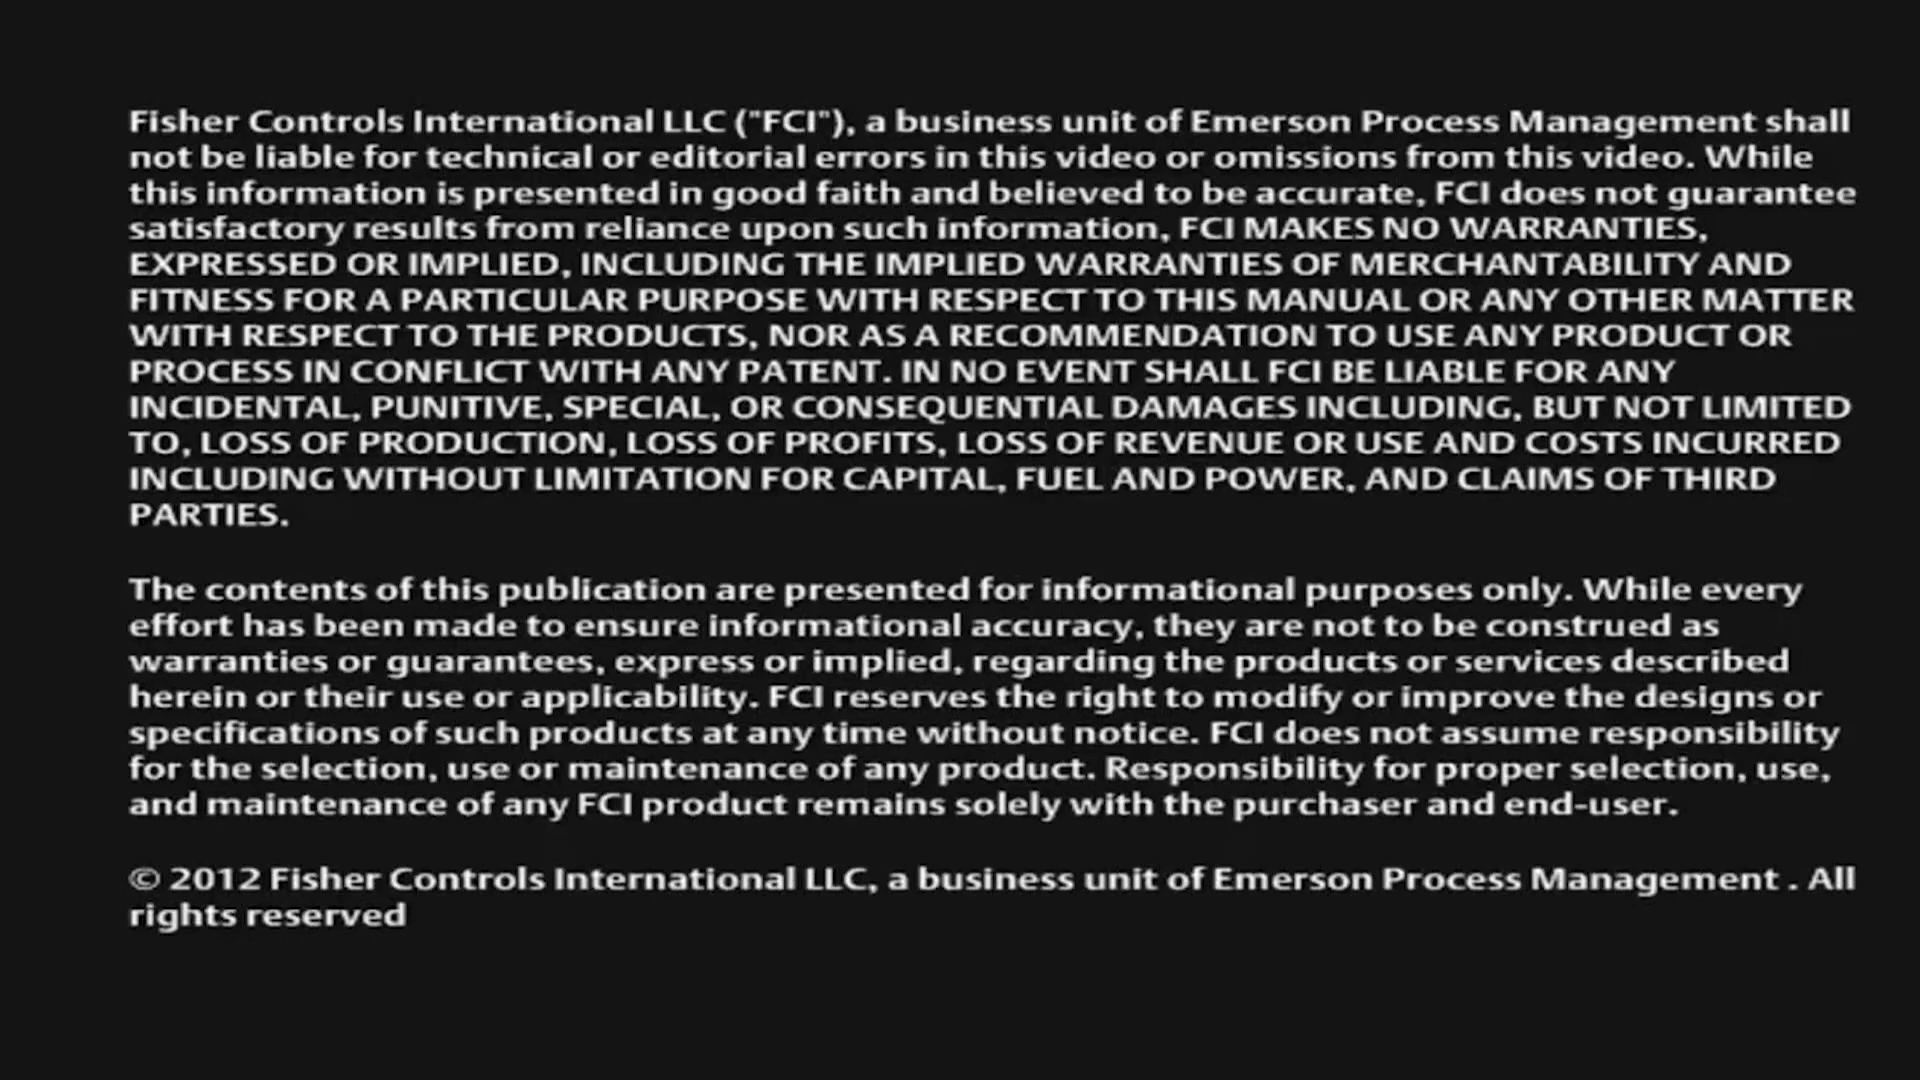 Fisher Controls International LLC ("FCI"), a business unit of Emerson Process Management shall
not be liable for technical or editorial errors in this video or omissions from this video. While
this information is presented in good faith and believed to be accurate, FCI does not guarantee
satisfactory results from reliance upon such information, FCI MAKES NO WARRANTIES,
EXPRESSED OR IMPLIED, INCLUDING THE IMPLIED WARRANTIES OF MERCHANTABILITY AND
FITNESS FOR A PARTICULAR PURPOSE WITH RESPECT TO THIS MANUAL OR ANY OTHER MATTER
WITH RESPECT TO THE PRODUCTS, NOR AS A RECOMMENDATION TO USE ANY PRODUCT OR
PROCESS IN CONFLICT WITH ANY PATENT. IN NO EVENT SHALL FCI BE LIABLE FOR ANY
INCIDENTAL, PUNITIVE, SPECIAL, OR CONSEQUENTIAL DAMAGES INCLUDING, BUT NOT LIMITED
TO, LOSS OF PRODUCTION, LOSS OF PROFITS, LOSS OF REVENUE OR USE AND COSTS INCURRED
INCLUDING WITHOUT LIMITATION FOR CAPITAL, FUEL AND POWER, AND CLAIMS OF THIRD
PARTIES.
The contents of this publication are presented for informational purposes only. While every
effort has been made to ensure informational accuracy, they are not to be construed as
warranties or guarantees, express or implied, regarding the products or services described
herein or their use or applicability. FCI reserves the right to modify or improve the designs or
specifications of such products at any time without notice. FCI does not assume responsibility
for the selection, use or maintenance of any product. Responsibility for proper selection, use,
and maintenance of any FCI product remains solely with the purchaser and end-user.
© 2012 Fisher Controls International LLC, a business unit of Emerson Process Management . All
rights reserved